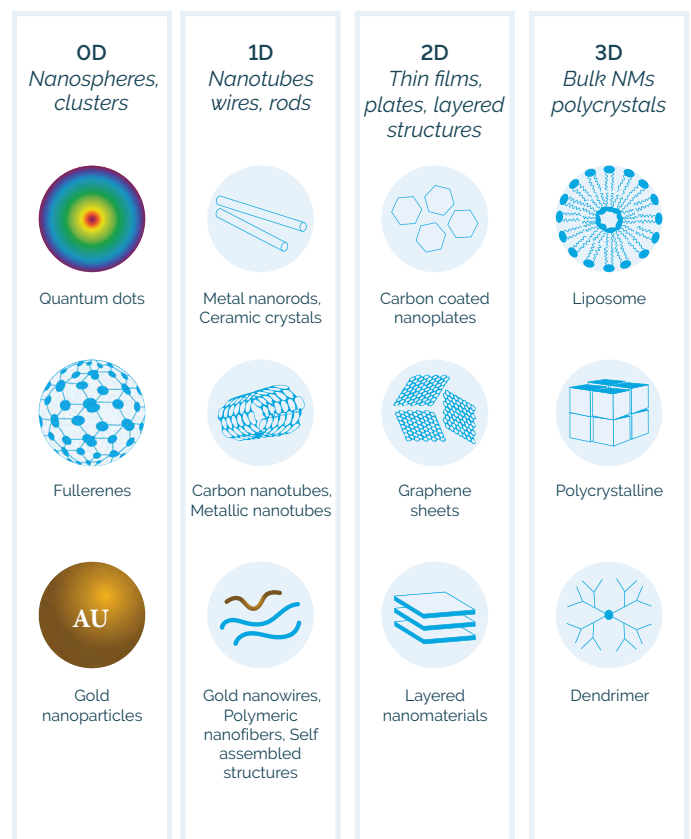 0D
Nanospheres,
clusters
Quantum dots
Fullerenes
AU
Gold
nanoparticles
1D
Nanotubes
wires, rods
Metal nanorods,
Ceramic crystals
Carbon nanotubes,
Metallic nanotubes
Gold nanowires,
Polymeric
nanofibers, Self
assembled
structures
2D
Thin films,
plates, layered
structures
Carbon coated
nanoplates
Graphene
sheets
Layered
nanomaterials
3D
Bulk NMs
polycrystals
Liposome
Polycrystalline
Dendrimer